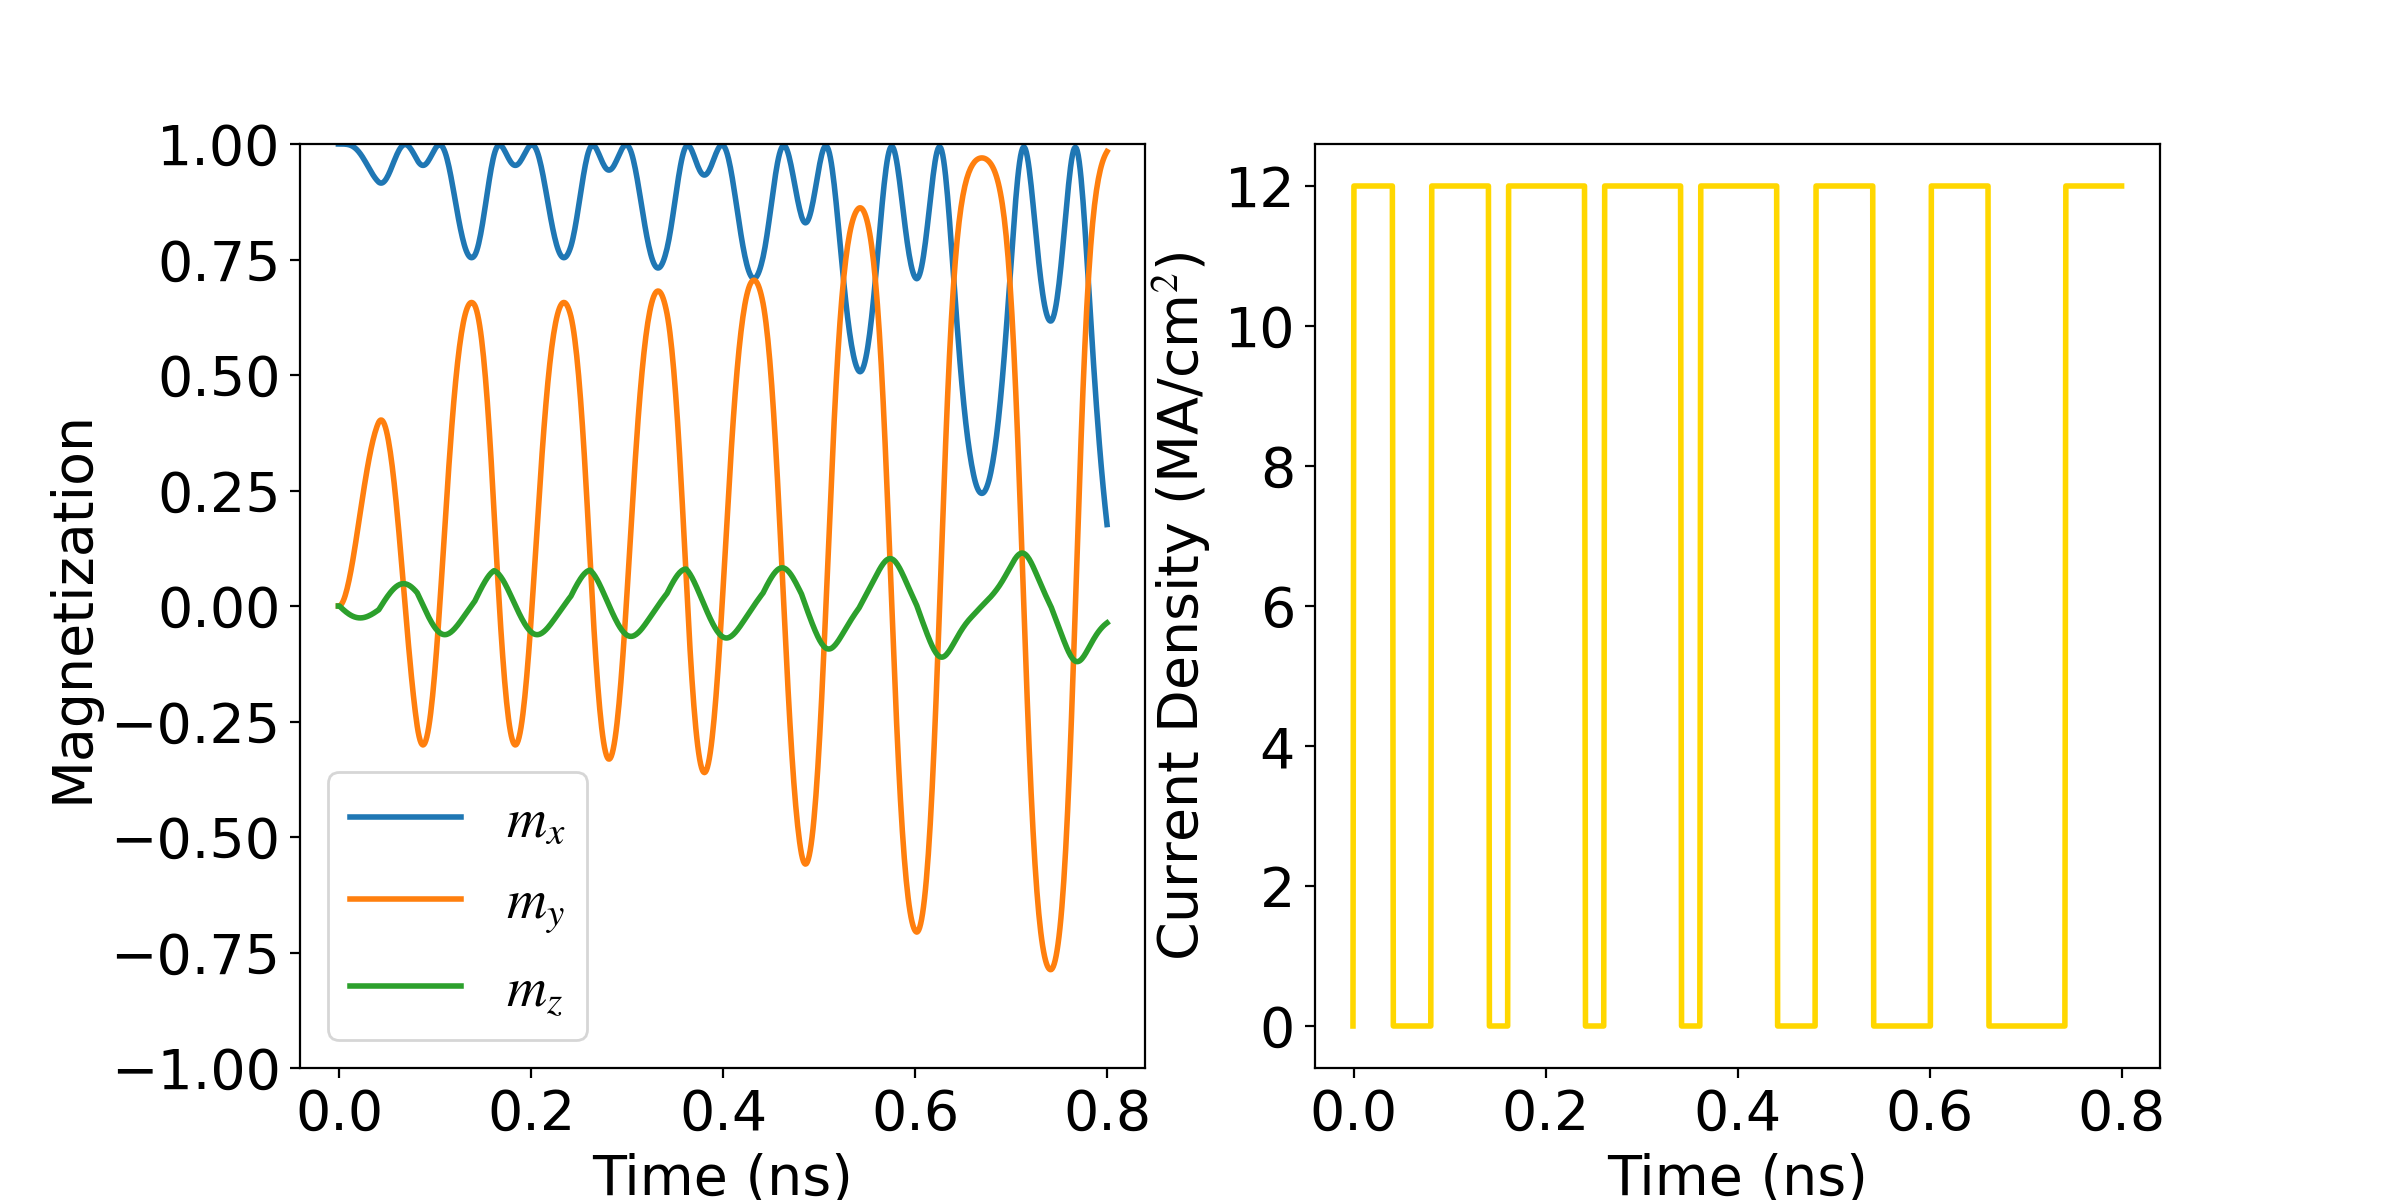 Magnetization
1.00
0.75
0.50
0.25
0.00
−0.25
−0.50
−0.75
−1.00
m_x
m_y
m_z
0.0 0.2 0.4 0.6 0.8
Time (ns)
Current Density (MA/cm²)
12
10
8
6
4
2
0
0.0 0.2 0.4 0.6 0.8
Time (ns)